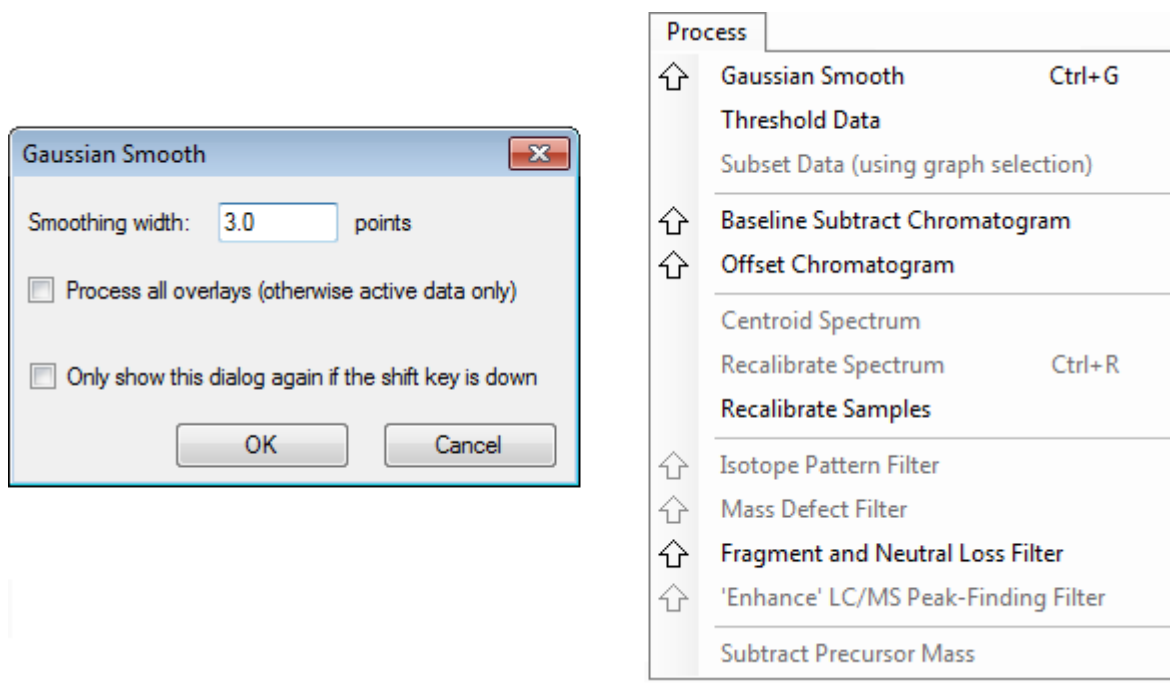 Gaussian Smooth
Smoothing width: 3.0 points
Process all overlays (otherwise active data only)
Only show this dialog again if the shift key is down
OK Cancel
Process
Gaussian Smooth Ctrl+G
Threshold Data
Subset Data (using graph selection)
Baseline Subtract Chromatogram
Offset Chromatogram
Centroid Spectrum
Recalibrate Spectrum Ctrl+R
Recalibrate Samples
Isotope Pattern Filter
Mass Defect Filter
Fragment and Neutral Loss Filter
'Enhance' LC/MS Peak-Finding Filter
Subtract Precursor Mass